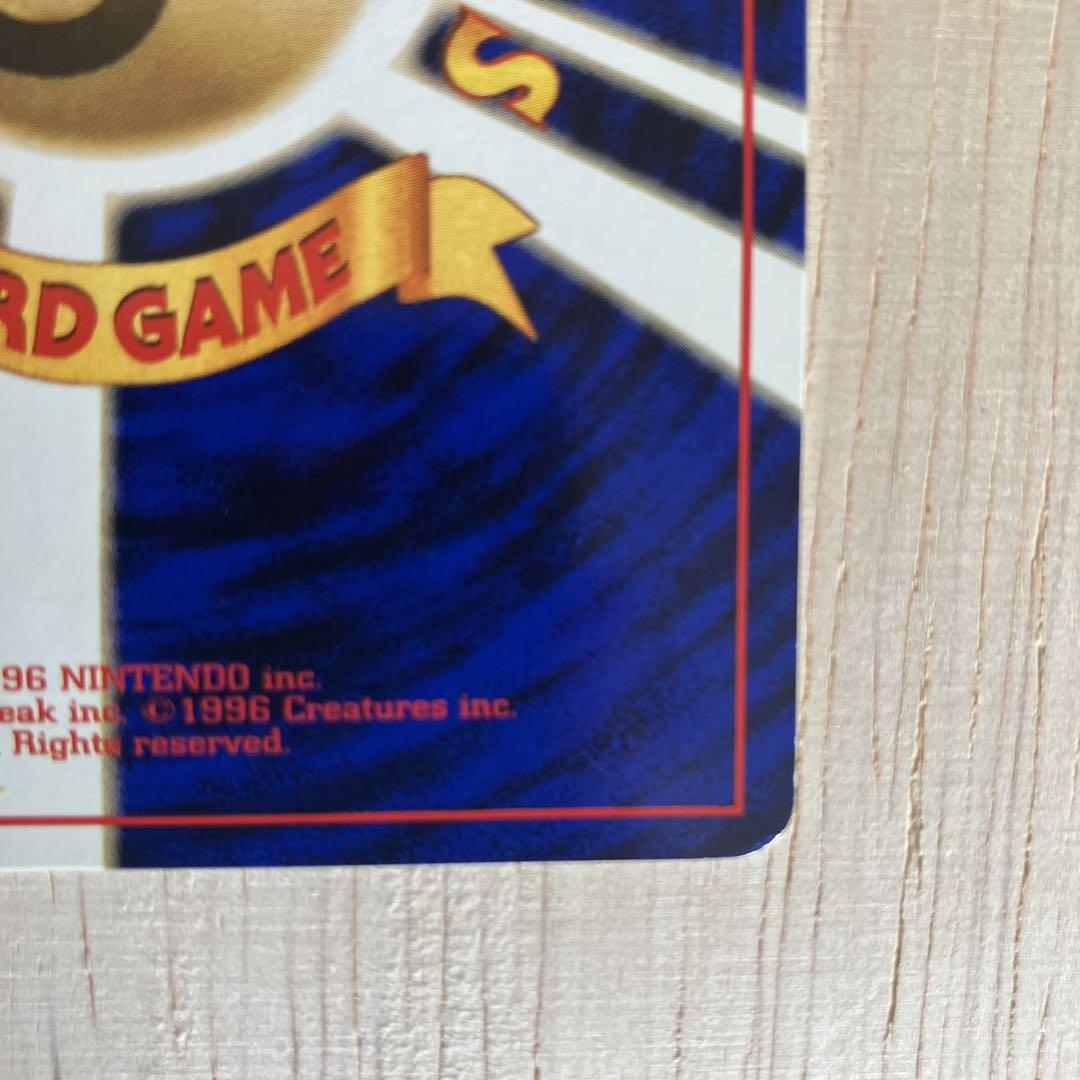 S
RD GAME
96 NINTENDO inc.
eak inc. ©1996 Creatures inc.
. Rights reserved.